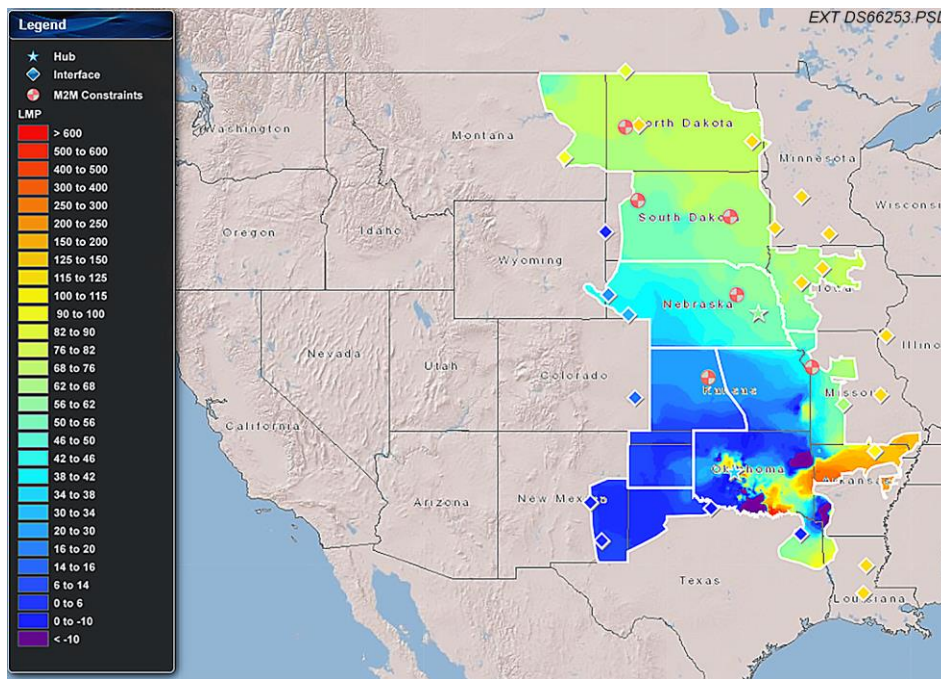 Legend
EXT DS66253.PSD
Hub
Interface
M2M Constraints
LMP
> 600
500 to 600
400 to 500
300 to 400
250 to 300
200 to 250
150 to 200
125 to 150
115 to 125
100 to 115
90 to 100
82 to 90
76 to 82
68 to 76
62 to 68
56 to 62
50 to 56
46 to 50
42 to 46
38 to 42
34 to 38
30 to 34
20 to 30
16 to 20
14 to 16
6 to 14
0 to 6
0 to -10
< -10
Washington
Montana
North Dakota
Minnesota
Oregon
Idaho
South Dakota
Wisconsin
Wyoming
Iowa
Nebraska
Nevada
Utah
Colorado
Illinois
Kansas
Missouri
California
Oklahoma
Arizona
New Mexico
Arkansas
Texas
Louisiana